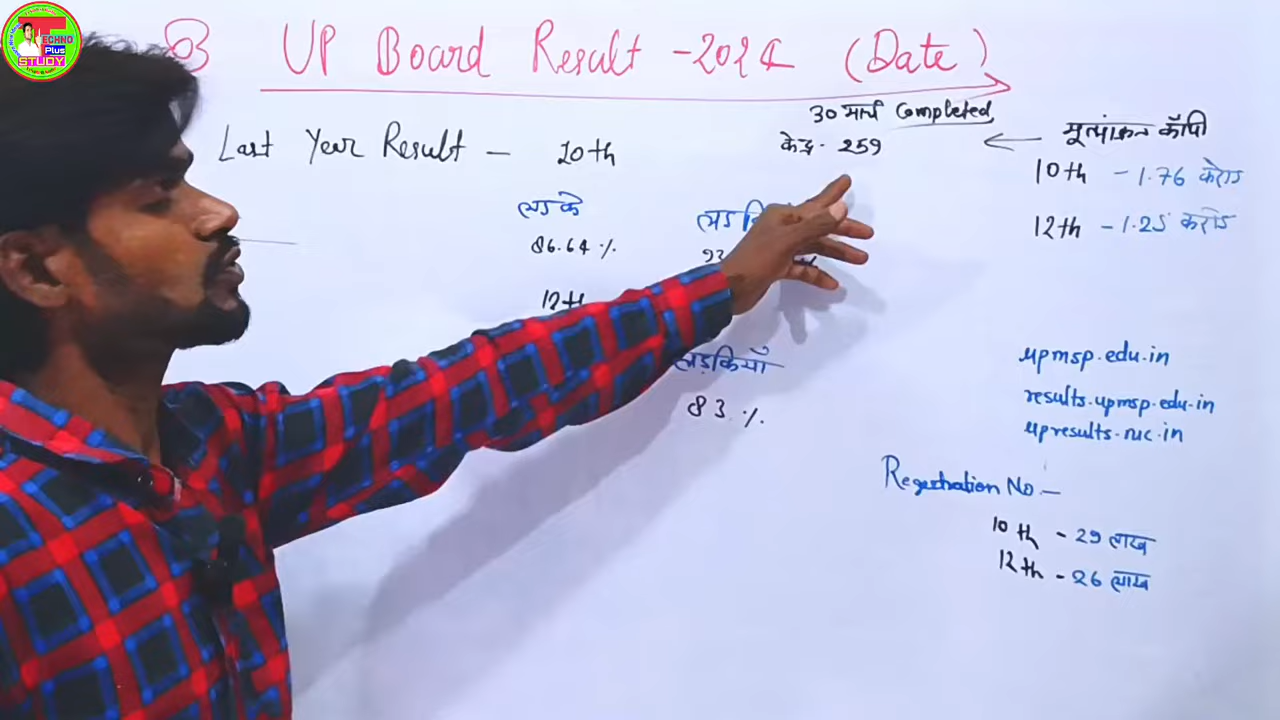 TECHNO
Plus
STUDY
UP Board Result -2024 (Date)
Last Year Result - 10th
30 मार्च Completed
केन्द्र - 259
मूल्यांकन कॉपी
10th - 1.76 करोड़
12th - 1.25 करोड़
लडके
86.64 %
12th
लड़कियाँ
83 %
upmsp.edu.in
results.upmsp.edu.in
upresults.nic.in
Registration No -
10th - 29 लाख
12th - 26 लाख